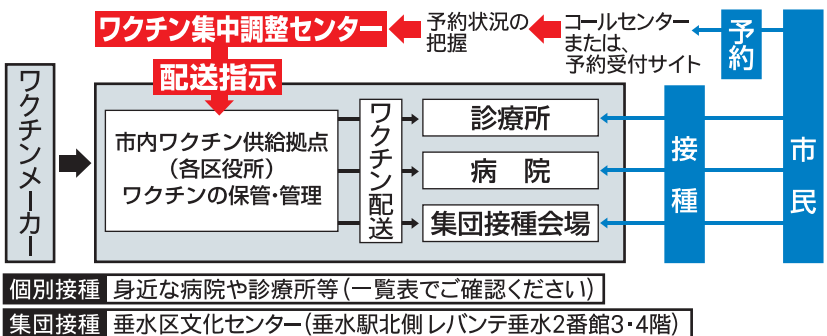 ワクチン集中調整センター
予約状況の
把握
コールセンター
または、
予約受付サイト
予約
市民
配送指示
ワクチンメーカー
市内ワクチン供給拠点
(各区役所)
ワクチンの保管・管理
ワクチン配送
診療所
病　院
集団接種会場
接種
個別接種 身近な病院や診療所等(一覧表でご確認ください)
集団接種 垂水区文化センター(垂水駅北側 レバンテ垂水2番館3・4階)